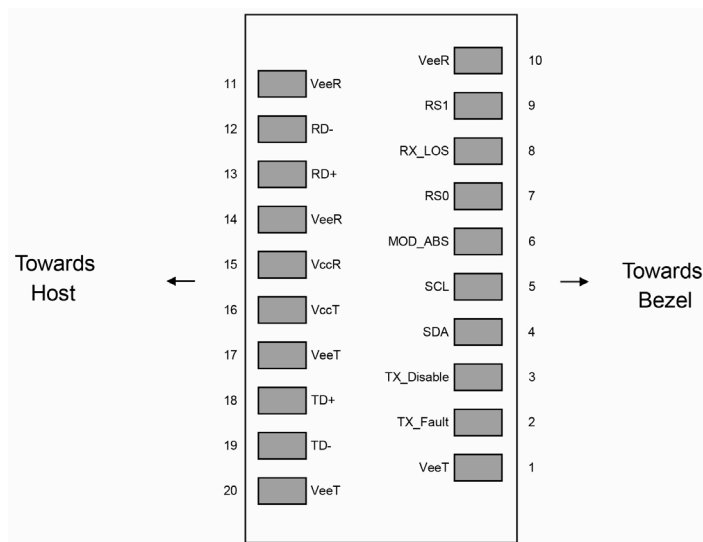 VeeR 10
11 VeeR
RS1 9
12 RD-
RX_LOS 8
13 RD+
RS0 7
14 VeeR
MOD_ABS 6
Towards
Host
15 VccR
SCL 5
Towards
Bezel
16 VccT
SDA 4
17 VeeT
TX_Disable 3
18 TD+
TX_Fault 2
19 TD-
VeeT 1
20 VeeT